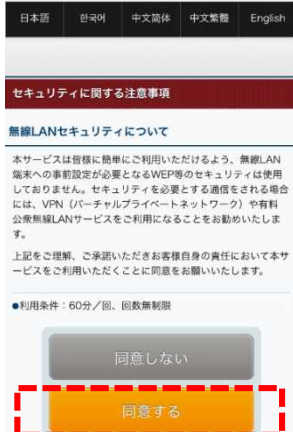 日本語 한국어 中文简体 中文繁體 English
セキュリティに関する注意事項
無線LANセキュリティについて
本サービスは皆様に簡単にご利用いただけるよう、無線LAN
端末への事前設定が必要となるWEP等のセキュリティは使用
しておりません。セキュリティを必要とする通信をされる場合
には、VPN（バーチャルプライベートネットワーク）や有料
公衆無線LANサービスをご利用になることをお勧めいたしま
す。
上記をご理解、ご承諾いただきお客様自身の責任において本サ
ービスをご利用いただくことに同意をお願いいたします。
●利用条件：60分／回、回数無制限
同意しない
同意する